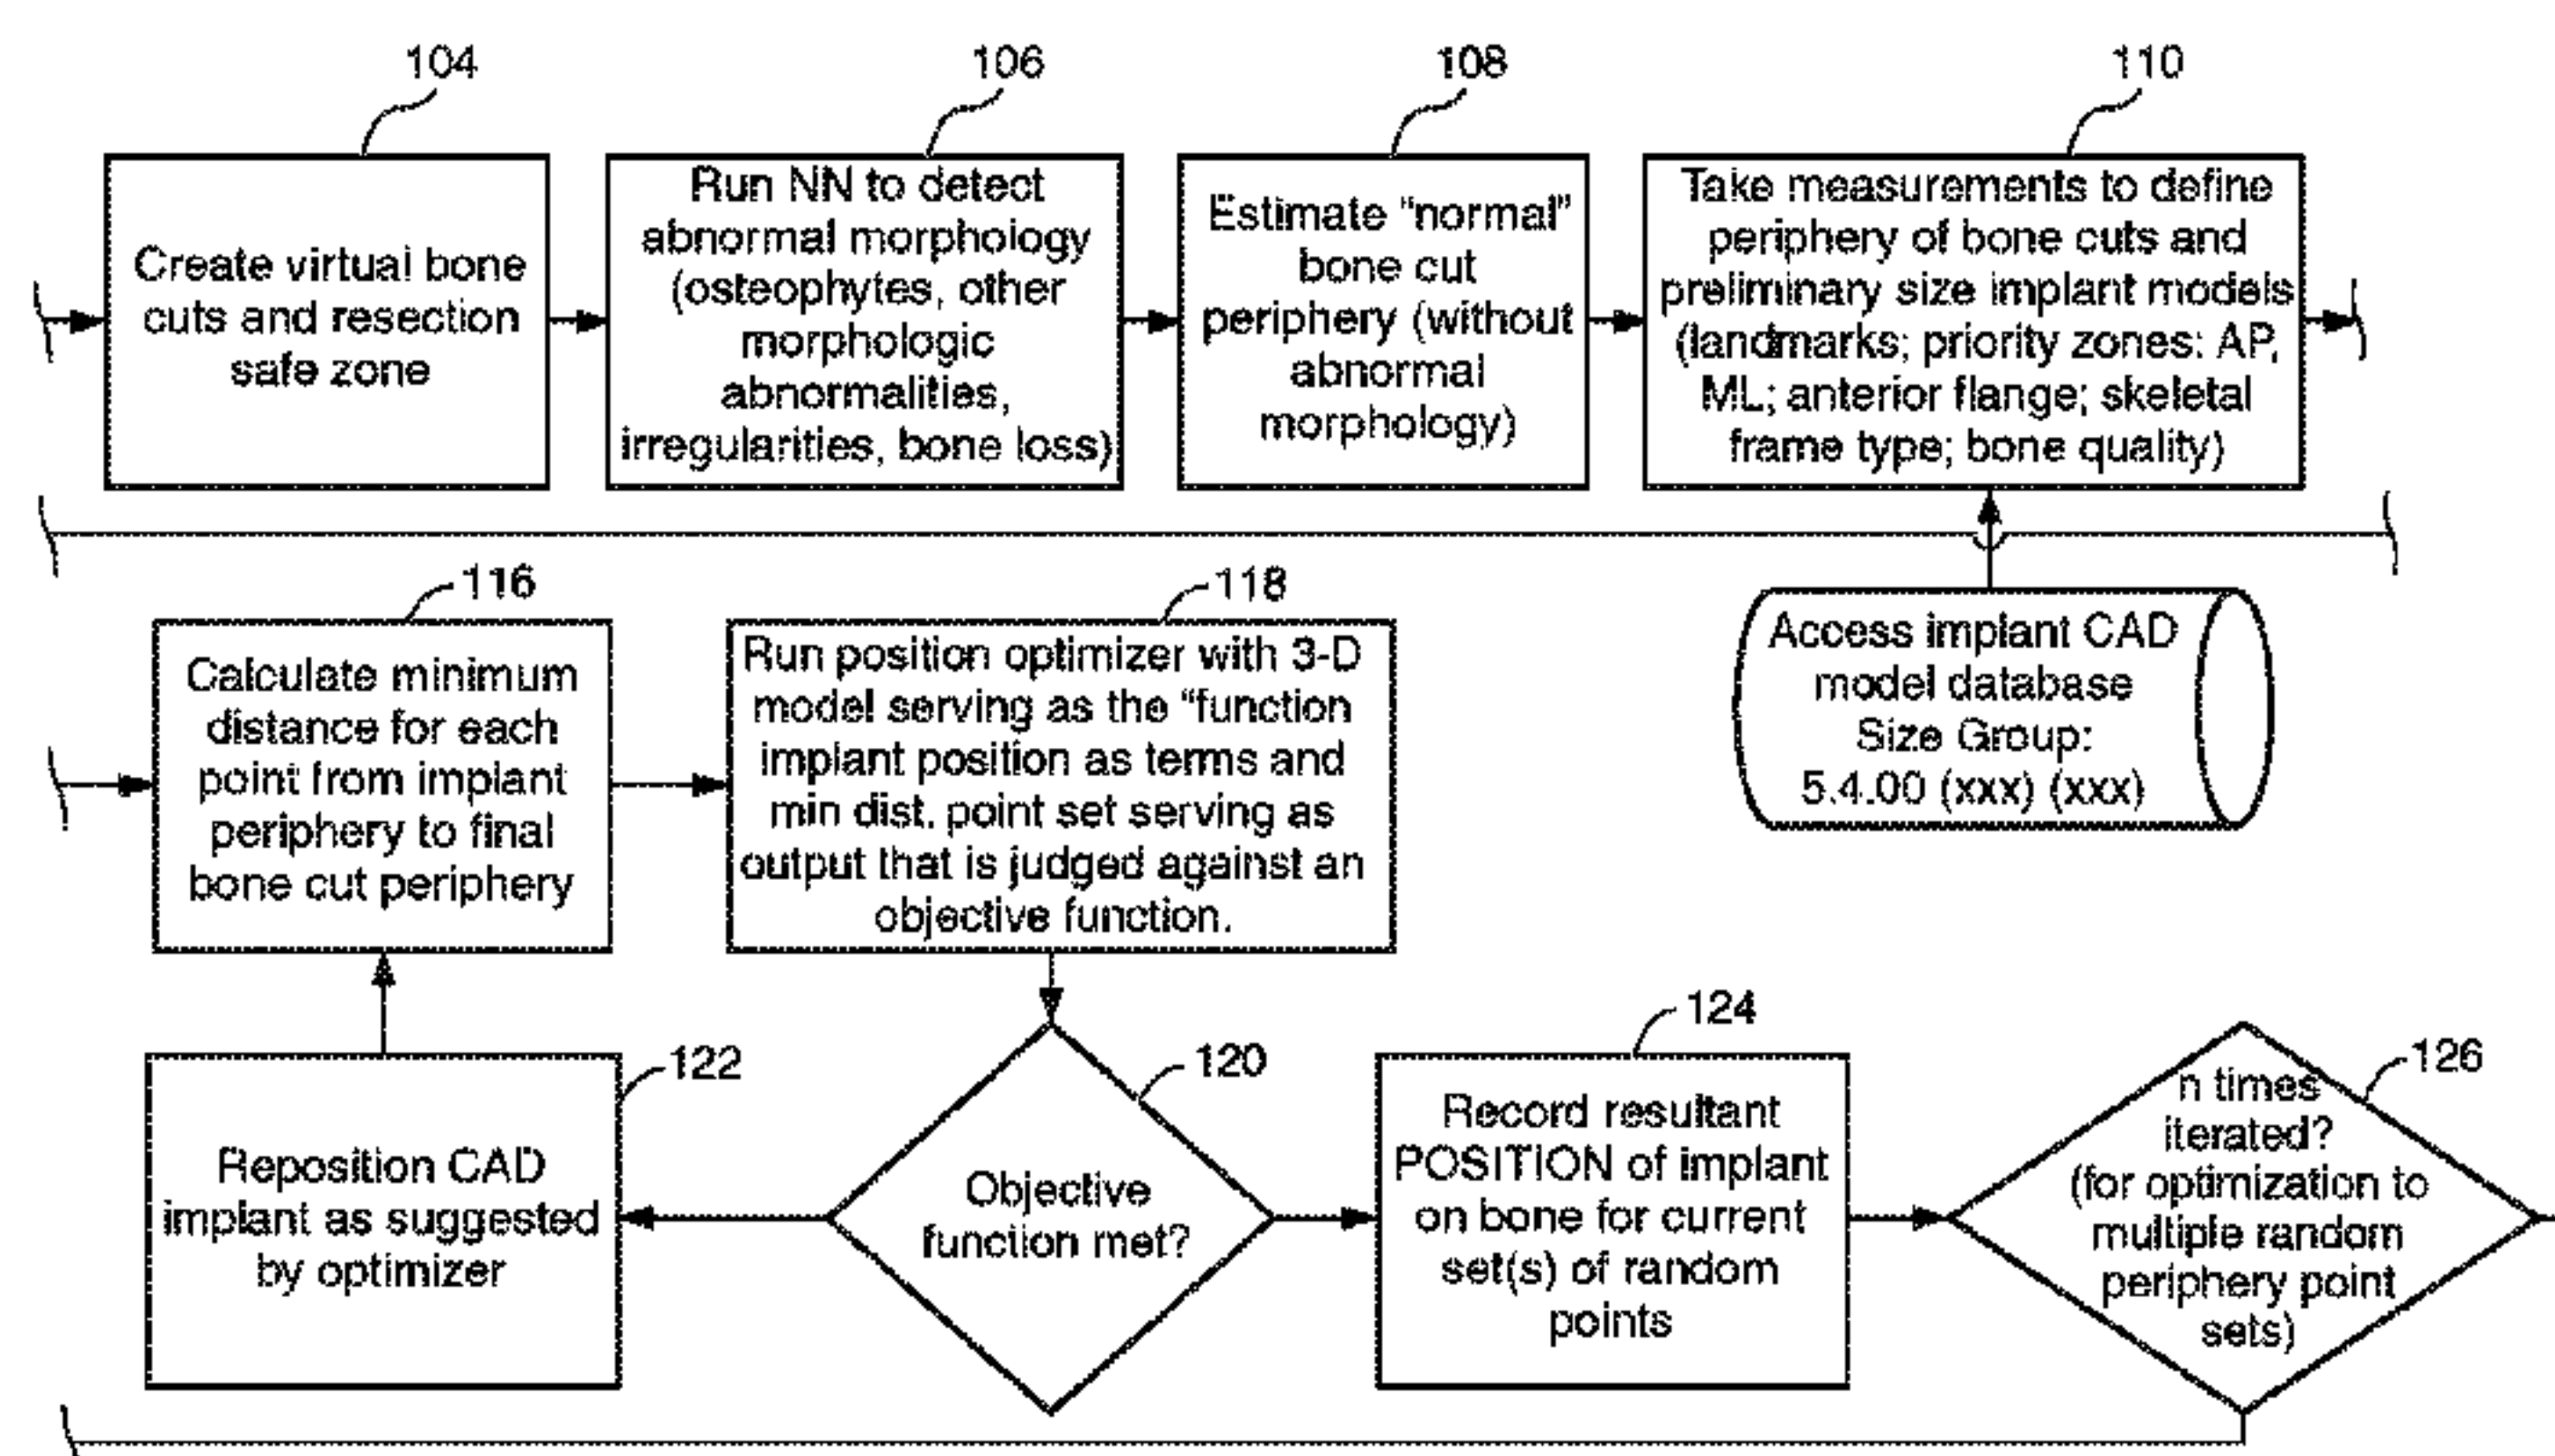 104
Create virtual bone
cuts and resection
safe zone
106
Run NN to detect
abnormal morphology
(osteophytes, other
morphologic
abnormalities,
irregularities, bone loss)
108
Estimate “normal”
bone cut
periphery (without
abnormal
morphology)
110
Take measurements to define
periphery of bone cuts and
preliminary size implant models
(landmarks; priority zones: AP,
ML; anterior flange; skeletal
frame type; bone quality)
116
Calculate minimum
distance for each
point from implant
periphery to final
bone cut periphery
118
Run position optimizer with 3-D
model serving as the “function
implant position as terms and
min dist. point set serving as
output that is judged against an
objective function.
Access implant CAD
model database
Size Group:
5.4.00 (xxx) (xxx)
122
Reposition CAD
implant as suggested
by optimizer
120
Objective
function met?
124
Record resultant
POSITION of implant
on bone for current
set(s) of random
points
126
n times
iterated?
(for optimization to
multiple random
periphery point
sets)